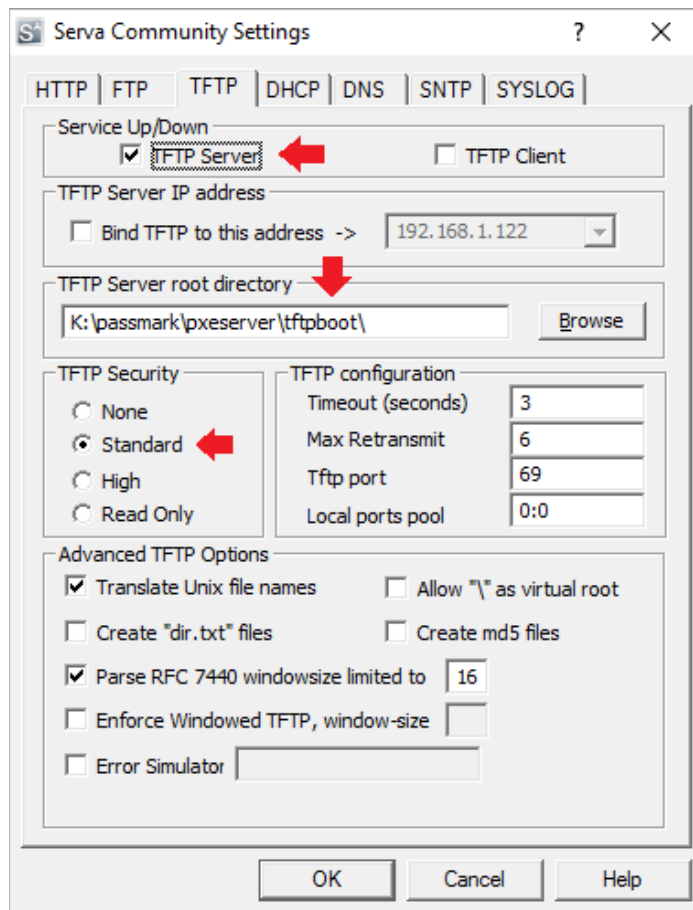 Serva Community Settings ? X
HTTP FTP TFTP DHCP DNS SNTP SYSLOG
Service Up/Down
TFTP Server TFTP Client
TFTP Server IP address
Bind TFTP to this address -> 192.168.1.122
TFTP Server root directory
K:\passmark\pxeserver\tftpboot\ Browse
TFTP Security TFTP configuration
None Timeout (seconds) 3
Standard Max Retransmit 6
High Tftp port 69
Read Only Local ports pool 0:0
Advanced TFTP Options
Translate Unix file names Allow "\" as virtual root
Create "dir.txt" files Create md5 files
Parse RFC 7440 windowsize limited to 16
Enforce Windowed TFTP, window-size
Error Simulator
OK Cancel Help